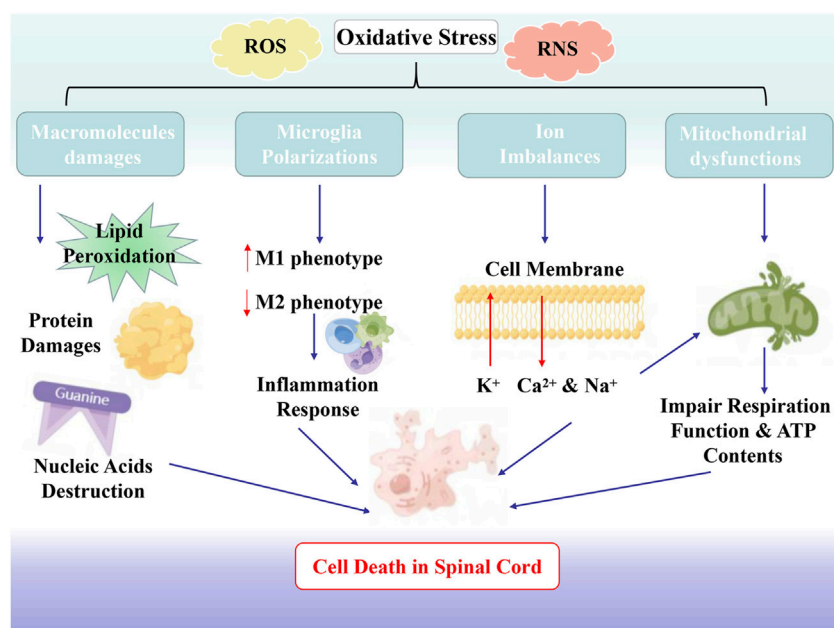 ROS
Oxidative Stress
RNS
Macromolecules
damages
Microglia
Polarizations
Ion
Imbalances
Mitochondrial
dysfunctions
Lipid
Peroxidation
Protein
Damages
Guanine
Nucleic Acids
Destruction
M1 phenotype
M2 phenotype
Inflammation
Response
Cell Membrane
K⁺
Ca²⁺ & Na⁺
Impair Respiration
Function & ATP
Contents
Cell Death in Spinal Cord